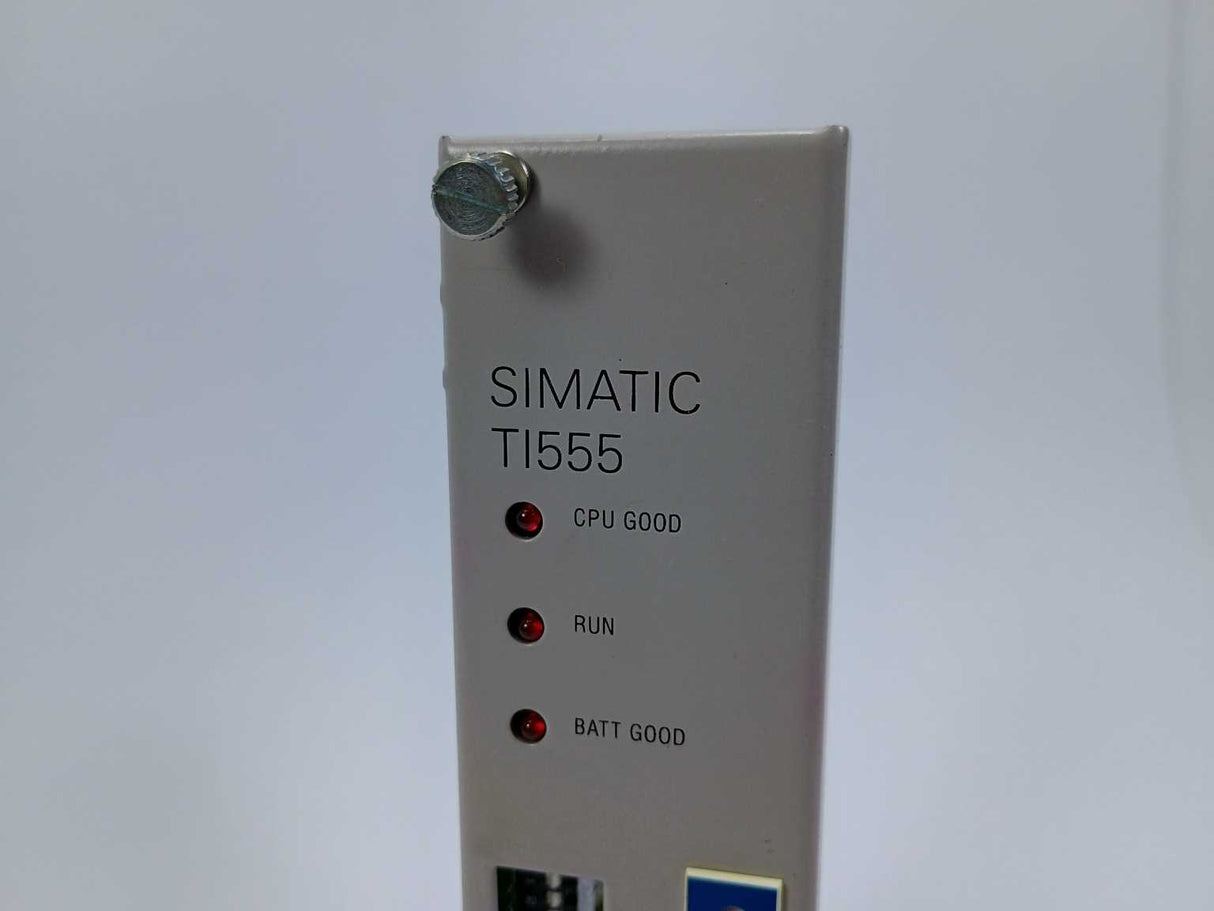 SIMATIC
TI555
CPU GOOD
RUN
BATT GOOD